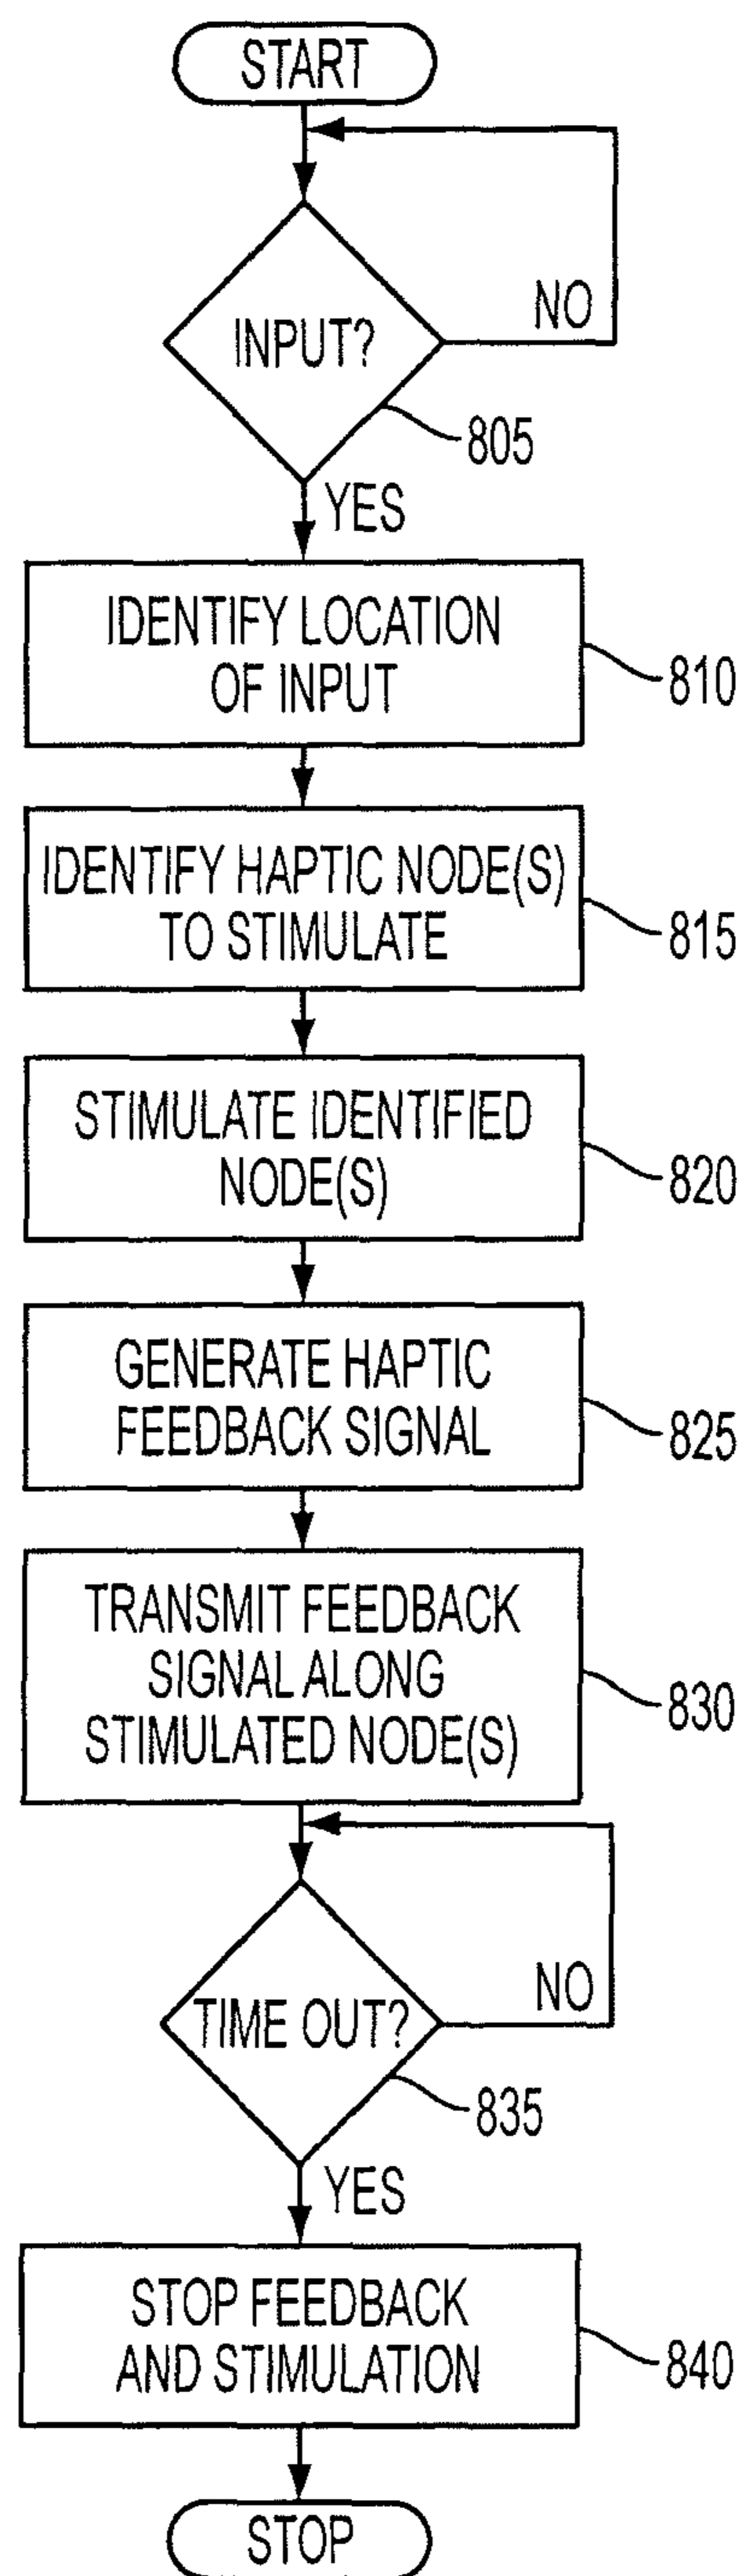 START
NO
INPUT?
805
YES
IDENTIFY LOCATION
OF INPUT
810
IDENTIFY HAPTIC NODE(S)
TO STIMULATE
815
STIMULATE IDENTIFIED
NODE(S)
820
GENERATE HAPTIC
FEEDBACK SIGNAL
825
TRANSMIT FEEDBACK
SIGNAL ALONG
STIMULATED NODE(S)
830
NO
TIME OUT?
835
YES
STOP FEEDBACK
AND STIMULATION
840
STOP